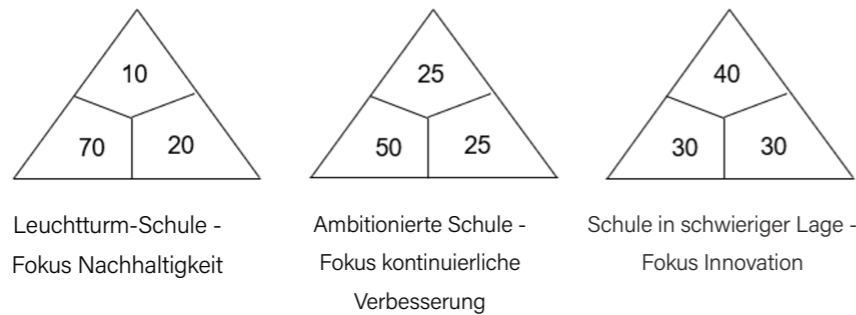 10
70 20
25
50 25
40
30 30
Leuchtturm-Schule -
Fokus Nachhaltigkeit
Ambitionierte Schule -
Fokus kontinuierliche
Verbesserung
Schule in schwieriger Lage -
Fokus Innovation